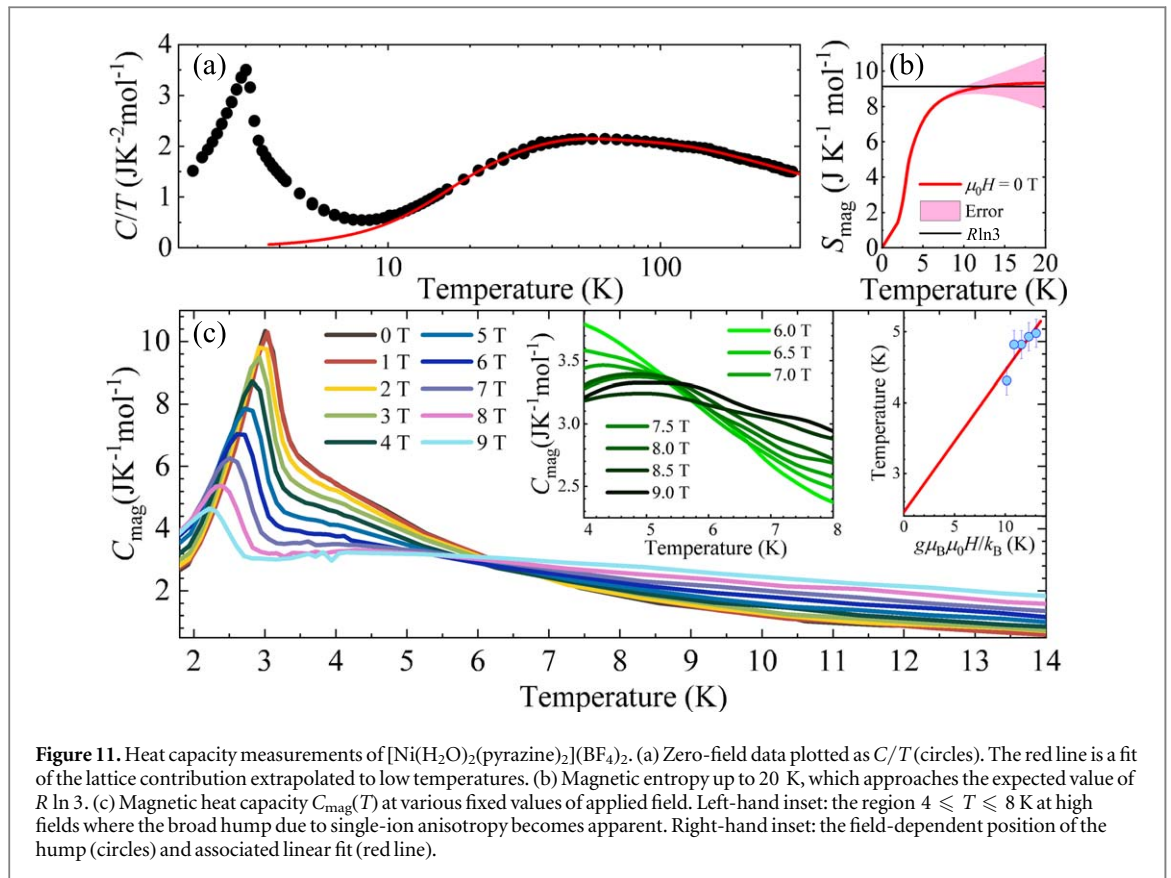 (a)
C/T (JK⁻²mol⁻¹)
4
3
2
1
0
10
100
Temperature (K)
(b)
S_mag (J K⁻¹ mol⁻¹)
10
8
6
4
2
0
μ₀H = 0 T
Error
Rln3
0 5 10 15 20
Temperature (K)
(c)
C_mag(JK⁻¹mol⁻¹)
10
8
6
4
2
0 T 5 T
1 T 6 T
2 T 7 T
3 T 8 T
4 T 9 T
2 3 4 5 6 7 8 9 10 11 12 13 14
Temperature (K)
C_mag(JK⁻¹mol⁻¹)
3.5
3.0
2.5
6.0 T
6.5 T
7.0 T
7.5 T
8.0 T
8.5 T
9.0 T
4 5 6 7 8
Temperature (K)
Temperature (K)
5
4
3
0 5 10
gμ_Bμ₀H/k_B (K)
Figure 11. Heat capacity measurements of [Ni(H₂O)₂(pyrazine)₂](BF₄)₂. (a) Zero-field data plotted as C/T (circles). The red line is a fit
of the lattice contribution extrapolated to low temperatures. (b) Magnetic entropy up to 20 K, which approaches the expected value of
R ln 3. (c) Magnetic heat capacity C_mag(T) at various fixed values of applied field. Left-hand inset: the region 4 ⩽ T ⩽ 8 K at high
fields where the broad hump due to single-ion anisotropy becomes apparent. Right-hand inset: the field-dependent position of the
hump (circles) and associated linear fit (red line).